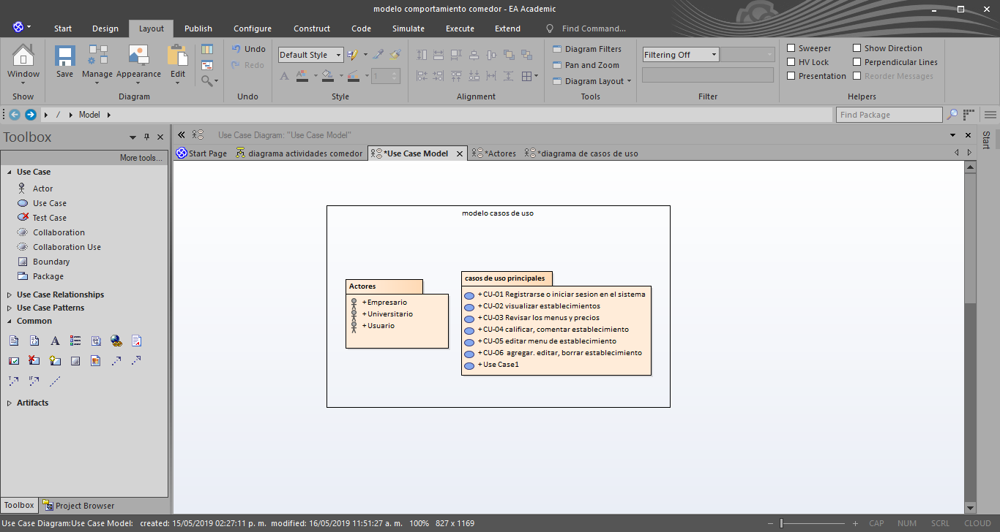 modelo comportamiento comedor - EA Academic
Start Design Layout Publish Configure Construct Code Simulate Execute Extend Find Command...
Window
Show
Save Manage Appearance Edit
Diagram
Undo
Redo
Undo
Default Style
A
1
Style
Alignment
Diagram Filters
Pan and Zoom
Diagram Layout
Tools
Filtering Off
Filter
Sweeper Show Direction
HV Lock Perpendicular Lines
Presentation Reorder Messages
Helpers
/ Model
Find Package
Toolbox
More tools...
Use Case
Actor
Use Case
Test Case
Collaboration
Collaboration Use
Boundary
Package
Use Case Relationships
Use Case Patterns
Common
A
Artifacts
Toolbox Project Browser
Use Case Diagram: "Use Case Model"
Start Page diagrama actividades comedor *Use Case Model *Actores *diagrama de casos de uso
Start
modelo casos de uso
Actores
+ Empresario
+ Universitario
+ Usuario
casos de uso principales
+ CU-01 Registrarse o iniciar sesion en el sistema
+ CU-02 visualizar establecimientos
+ CU-03 Revisar los menus y precios
+ CU-04 calificar, comentar establecimiento
+ CU-05 editar menu de establecimiento
+ CU-06 agregar. editar, borrar establecimiento
+ Use Case1
Use Case Diagram:Use Case Model: created: 15/05/2019 02:27:11 p. m. modified: 16/05/2019 11:51:27 a. m. 100% 827 x 1169
CAP NUM SCRL CLOUD